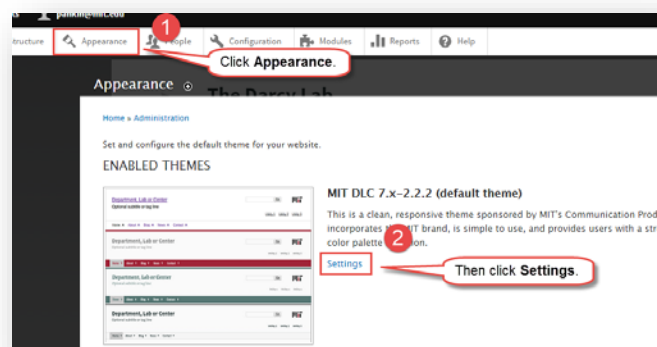 pankin@mit.edu
1
structure Appearance People Configuration Modules Reports Help
Click Appearance.
Appearance
The Darcy Lab
Home » Administration
Set and configure the default theme for your website.
ENABLED THEMES
MIT DLC 7.x-2.2.2 (default theme)
This is a clean, responsive theme sponsored by MIT's Communication Prod
incorporates MIT brand, is simple to use, and provides users with a str
color palette
2
Settings
Then click Settings.
Department, Lab or Center
Optional subtitle or tag line
Department, Lab or Center
Department, Lab or Center
Department, Lab or Center